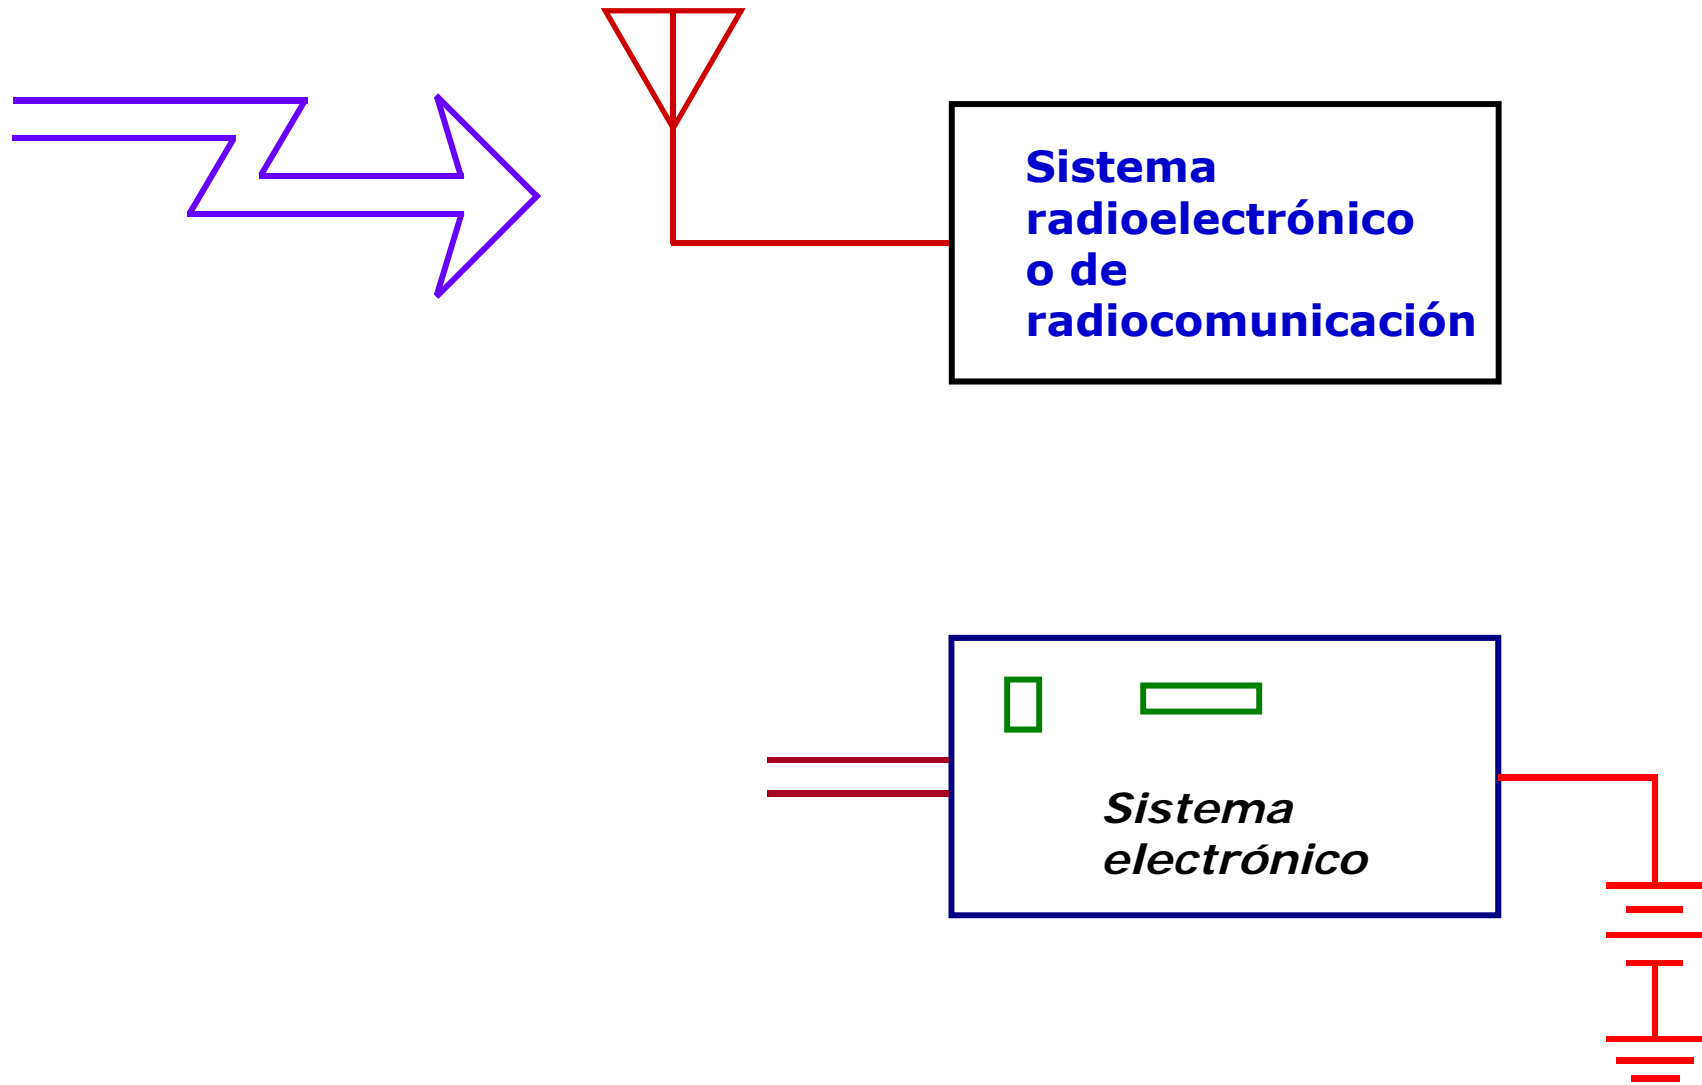 Sistema
radioelectrónico
o de
radiocomunicación
Sistema
electrónico